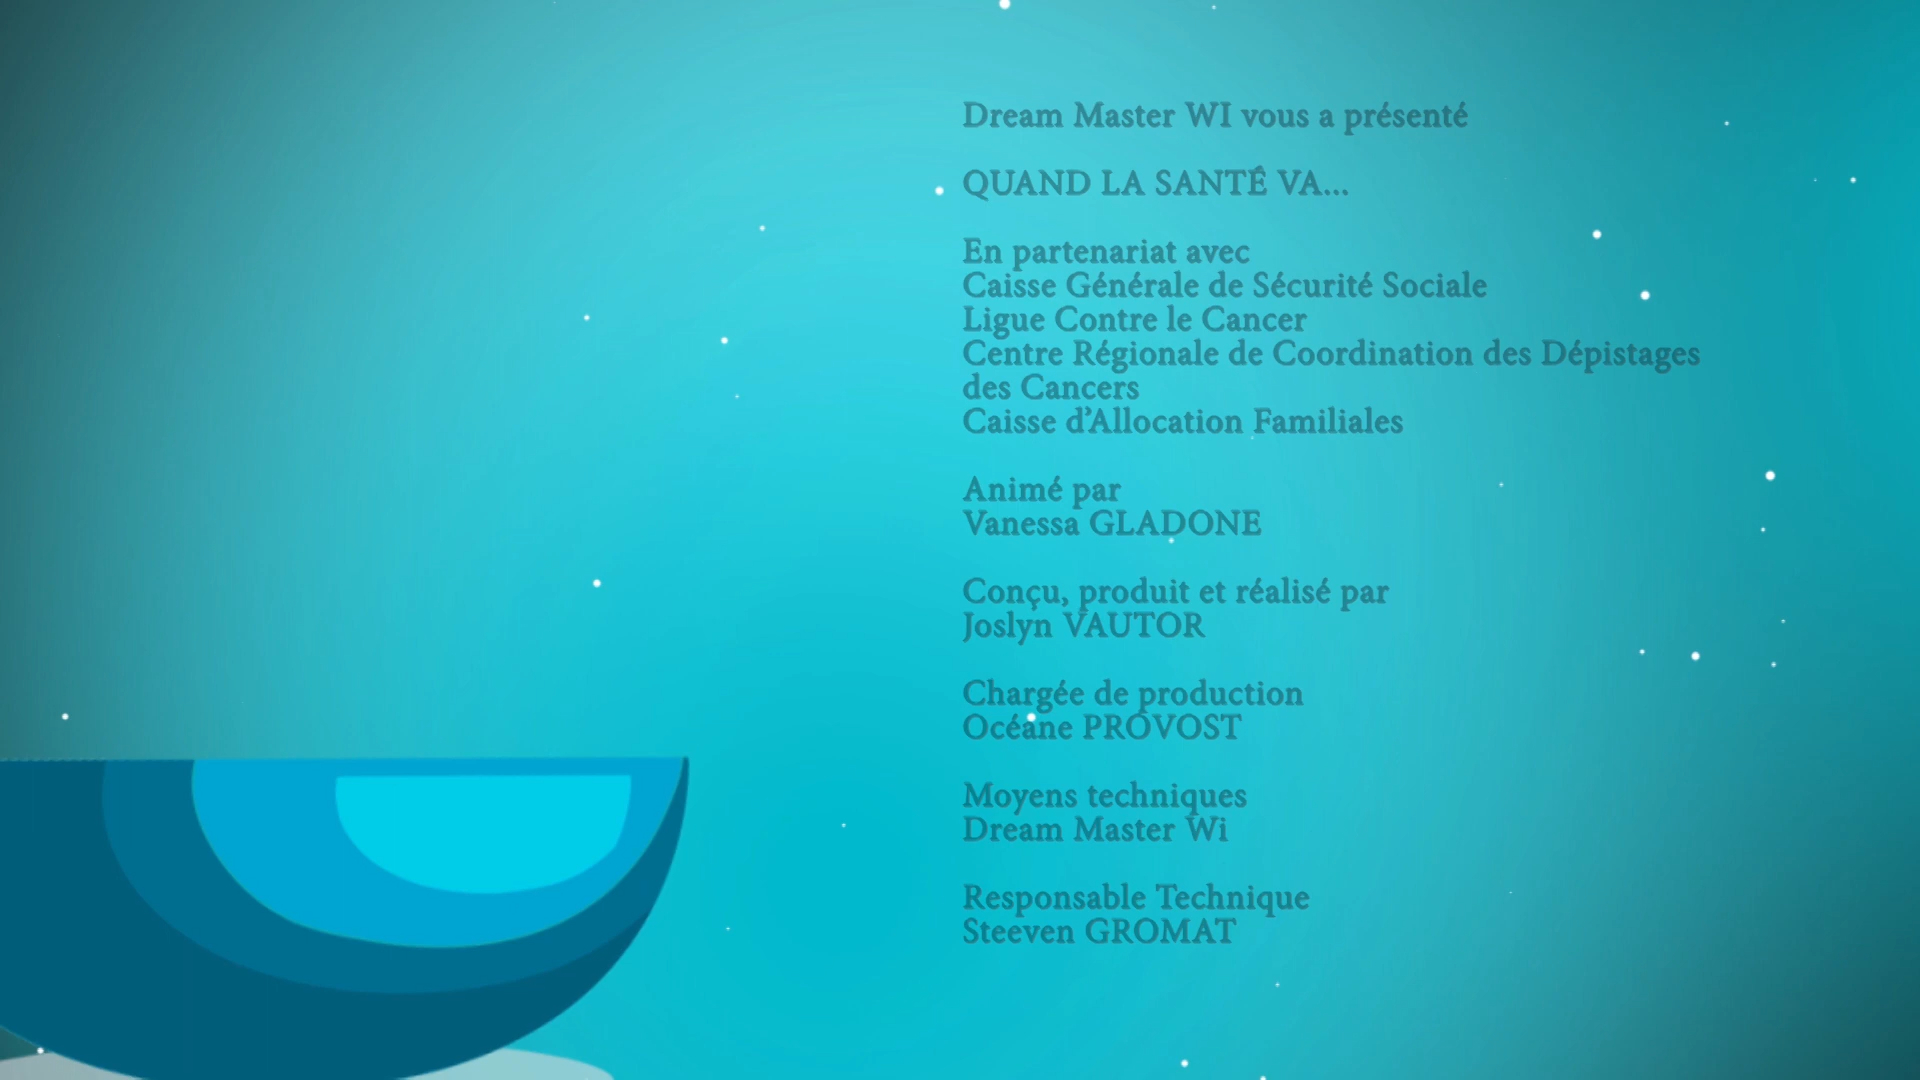 Dream Master WI vous a présenté
QUAND LA SANTÉ VA...
En partenariat avec
Caisse Générale de Sécurité Sociale
Ligue Contre le Cancer
Centre Régionale de Coordination des Dépistages
des Cancers
Caisse d’Allocation Familiales
Animé par
Vanessa GLADONE
Conçu, produit et réalisé par
Joslyn VAUTOR
Chargée de production
Océane PROVOST
Moyens techniques
Dream Master Wi
Responsable Technique
Steeven GROMAT